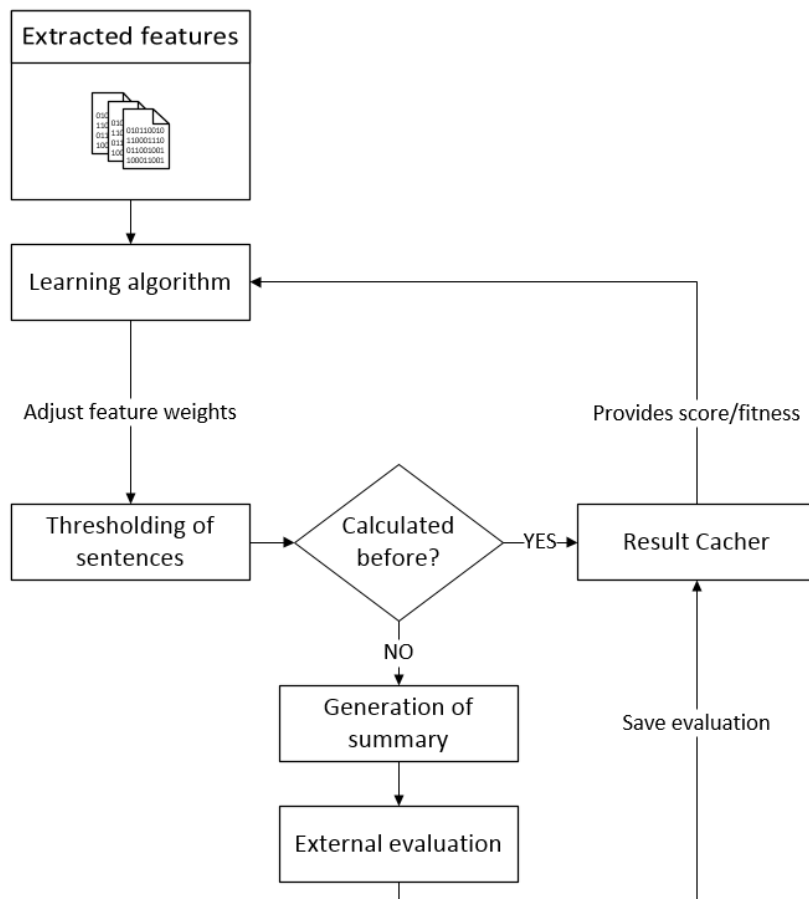 Extracted features
010
110
011
100
010
110
011
100
010110010
110001110
011001001
100011001
Learning algorithm
Adjust feature weights
Provides score/fitness
Thresholding of
sentences
Calculated
before?
YES
Result Cacher
NO
Generation of
summary
Save evaluation
External evaluation